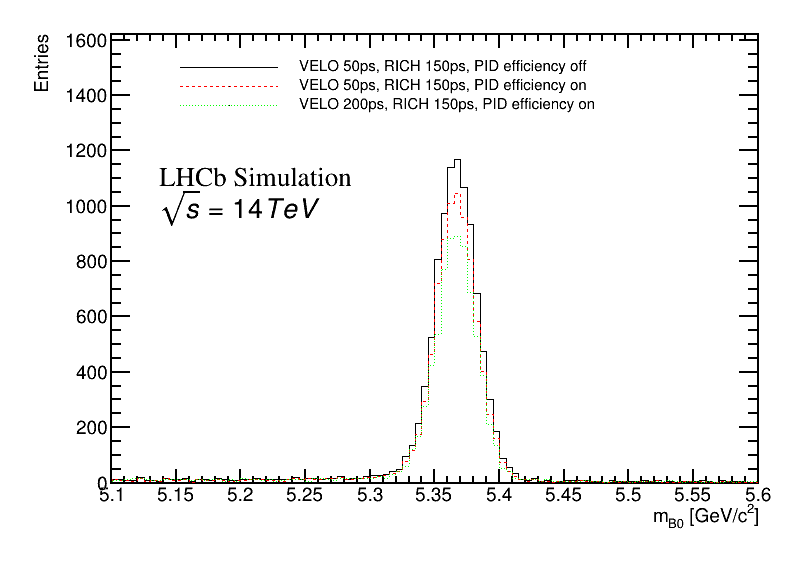 Entries
1600
1400
1200
1000
800
600
400
200
0
VELO 50ps, RICH 150ps, PID efficiency off
VELO 50ps, RICH 150ps, PID efficiency on
VELO 200ps, RICH 150ps, PID efficiency on
LHCb Simulation
√s = 14TeV
5.1 5.15 5.2 5.25 5.3 5.35 5.4 5.45 5.5 5.55 5.6
m_B0 [GeV/c²]